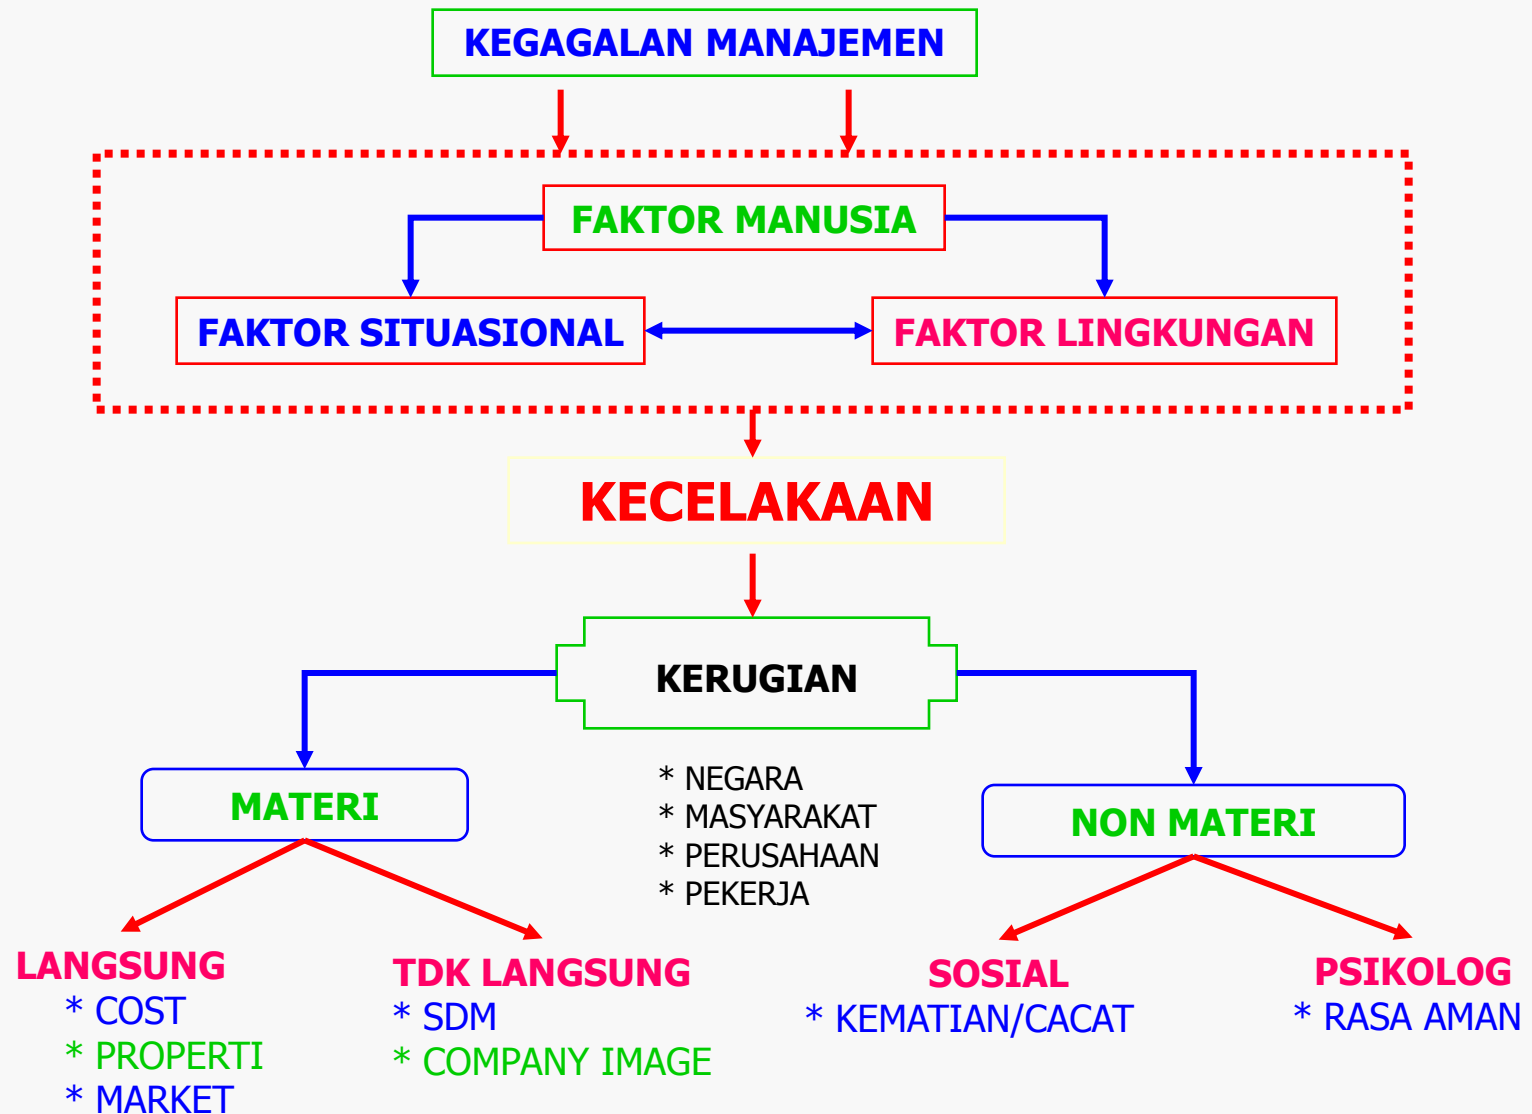 KEGAGALAN MANAJEMEN
FAKTOR MANUSIA
FAKTOR SITUASIONAL
FAKTOR LINGKUNGAN
KECELAKAAN
KERUGIAN
* NEGARA
* MASYARAKAT
* PERUSAHAAN
* PEKERJA
MATERI
NON MATERI
LANGSUNG
* COST
* PROPERTI
* MARKET
TDK LANGSUNG
* SDM
* COMPANY IMAGE
SOSIAL
* KEMATIAN/CACAT
PSIKOLOG
* RASA AMAN